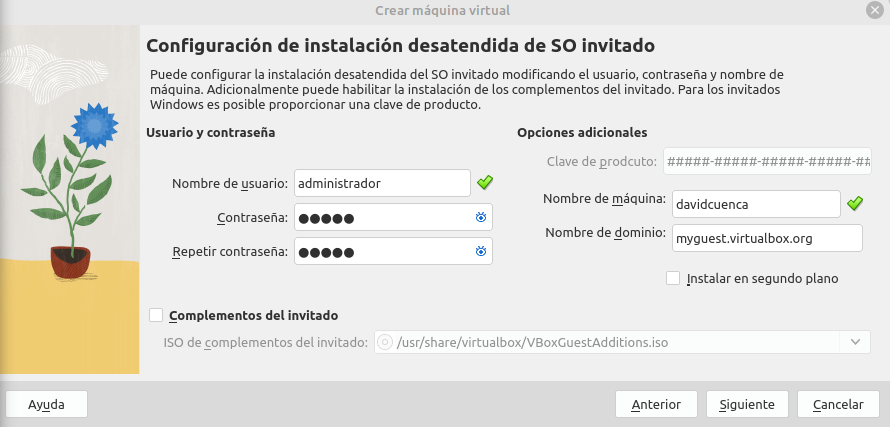 Crear máquina virtual
Configuración de instalación desatendida de SO invitado
Puede configurar la instalación desatendida del SO invitado modificando el usuario, contraseña y nombre de
máquina. Adicionalmente puede habilitar la instalación de los complementos del invitado. Para los invitados
Windows es posible proporcionar una clave de producto.
Usuario y contraseña
Nombre de usuario: administrador
Contraseña: ●●●●●
Repetir contraseña: ●●●●●
Opciones adicionales
Clave de prodcuto: #####-#####-#####-#####-##
Nombre de máquina: davidcuenca
Nombre de dominio: myguest.virtualbox.org
Instalar en segundo plano
Complementos del invitado
ISO de complementos del invitado: /usr/share/virtualbox/VBoxGuestAdditions.iso
Ayuda
Anterior
Siguiente
Cancelar